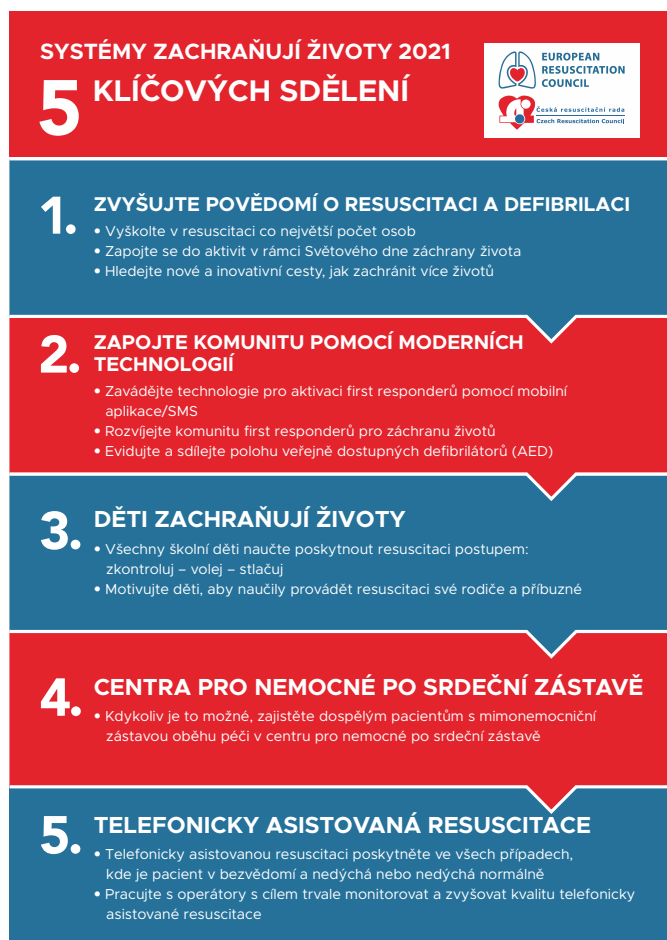 SYSTÉMY ZACHRAŇUJÍ ŽIVOTY 2021
5 KLÍČOVÝCH SDĚLENÍ
EUROPEAN
RESUSCITATION
COUNCIL
Česká resuscitační rada
Czech Resuscitation Council
1. ZVYŠUJTE POVĚDOMÍ O RESUSCITACI A DEFIBRILACI
• Vyškolte v resuscitaci co největší počet osob
• Zapojte se do aktivit v rámci Světového dne záchrany života
• Hledejte nové a inovativní cesty, jak zachránit více životů
2. ZAPOJTE KOMUNITU POMOCÍ MODERNÍCH
TECHNOLOGIÍ
• Zavádějte technologie pro aktivaci first responderů pomocí mobilní
aplikace/SMS
• Rozvíjejte komunitu first responderů pro záchranu životů
• Evidujte a sdílejte polohu veřejně dostupných defibrilátorů (AED)
3. DĚTI ZACHRAŇUJÍ ŽIVOTY
• Všechny školní děti naučte poskytnout resuscitaci postupem:
zkontroluj – volej – stlačuj
• Motivujte děti, aby naučily provádět resuscitaci své rodiče a příbuzné
4. CENTRA PRO NEMOCNÉ PO SRDEČNÍ ZÁSTAVĚ
• Kdykoliv je to možné, zajistěte dospělým pacientům s mimonemocniční
zástavou oběhu péči v centru pro nemocné po srdeční zástavě
5. TELEFONICKY ASISTOVANÁ RESUSCITACE
• Telefonicky asistovanou resuscitaci poskytněte ve všech případech,
kde je pacient v bezvědomí a nedýchá nebo nedýchá normálně
• Pracujte s operátory s cílem trvale monitorovat a zvyšovat kvalitu telefonicky
asistované resuscitace